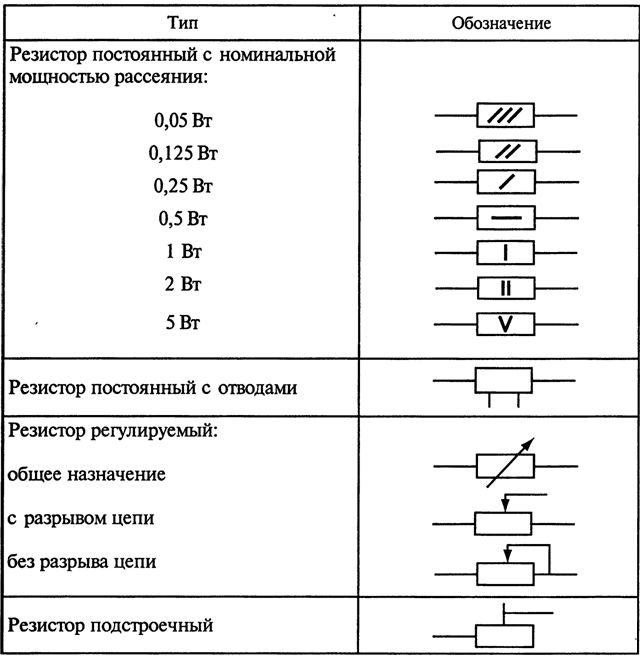 Тип
Обозначение
Резистор постоянный с номинальной
мощностью рассеяния:
0,05 Вт
0,125 Вт
0,25 Вт
0,5 Вт
1 Вт
2 Вт
5 Вт
V
Резистор постоянный с отводами
Резистор регулируемый:
общее назначение
с разрывом цепи
без разрыва цепи
Резистор подстроечный